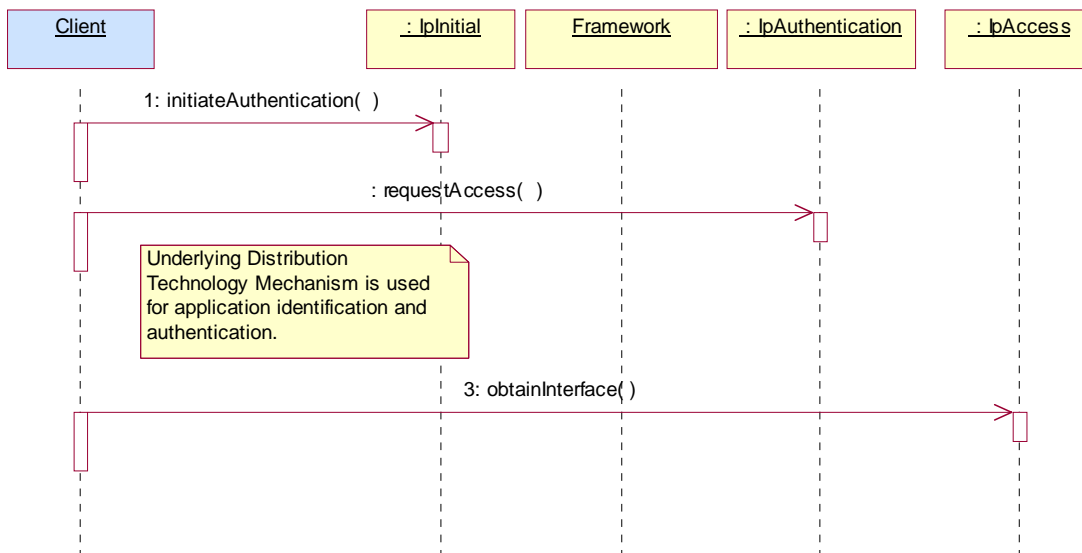 Client
: IpInitial
Framework
: IpAuthentication
: IpAccess
1: initiateAuthentication( )
: requestAccess( )
Underlying Distribution
Technology Mechanism is used
for application identification and
authentication.
3: obtainInterface( )